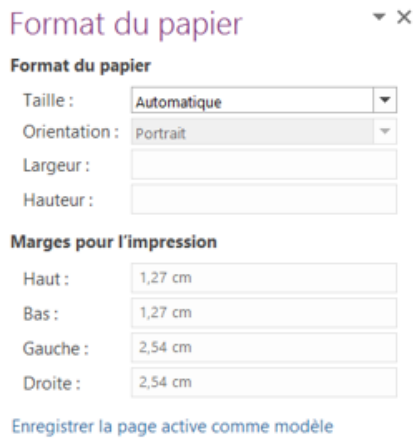 Format du papier
Format du papier
Taille : Automatique
Orientation : Portrait
Largeur :
Hauteur :
Marges pour l'impression
Haut : 1,27 cm
Bas : 1,27 cm
Gauche : 2,54 cm
Droite : 2,54 cm
Enregistrer la page active comme modèle